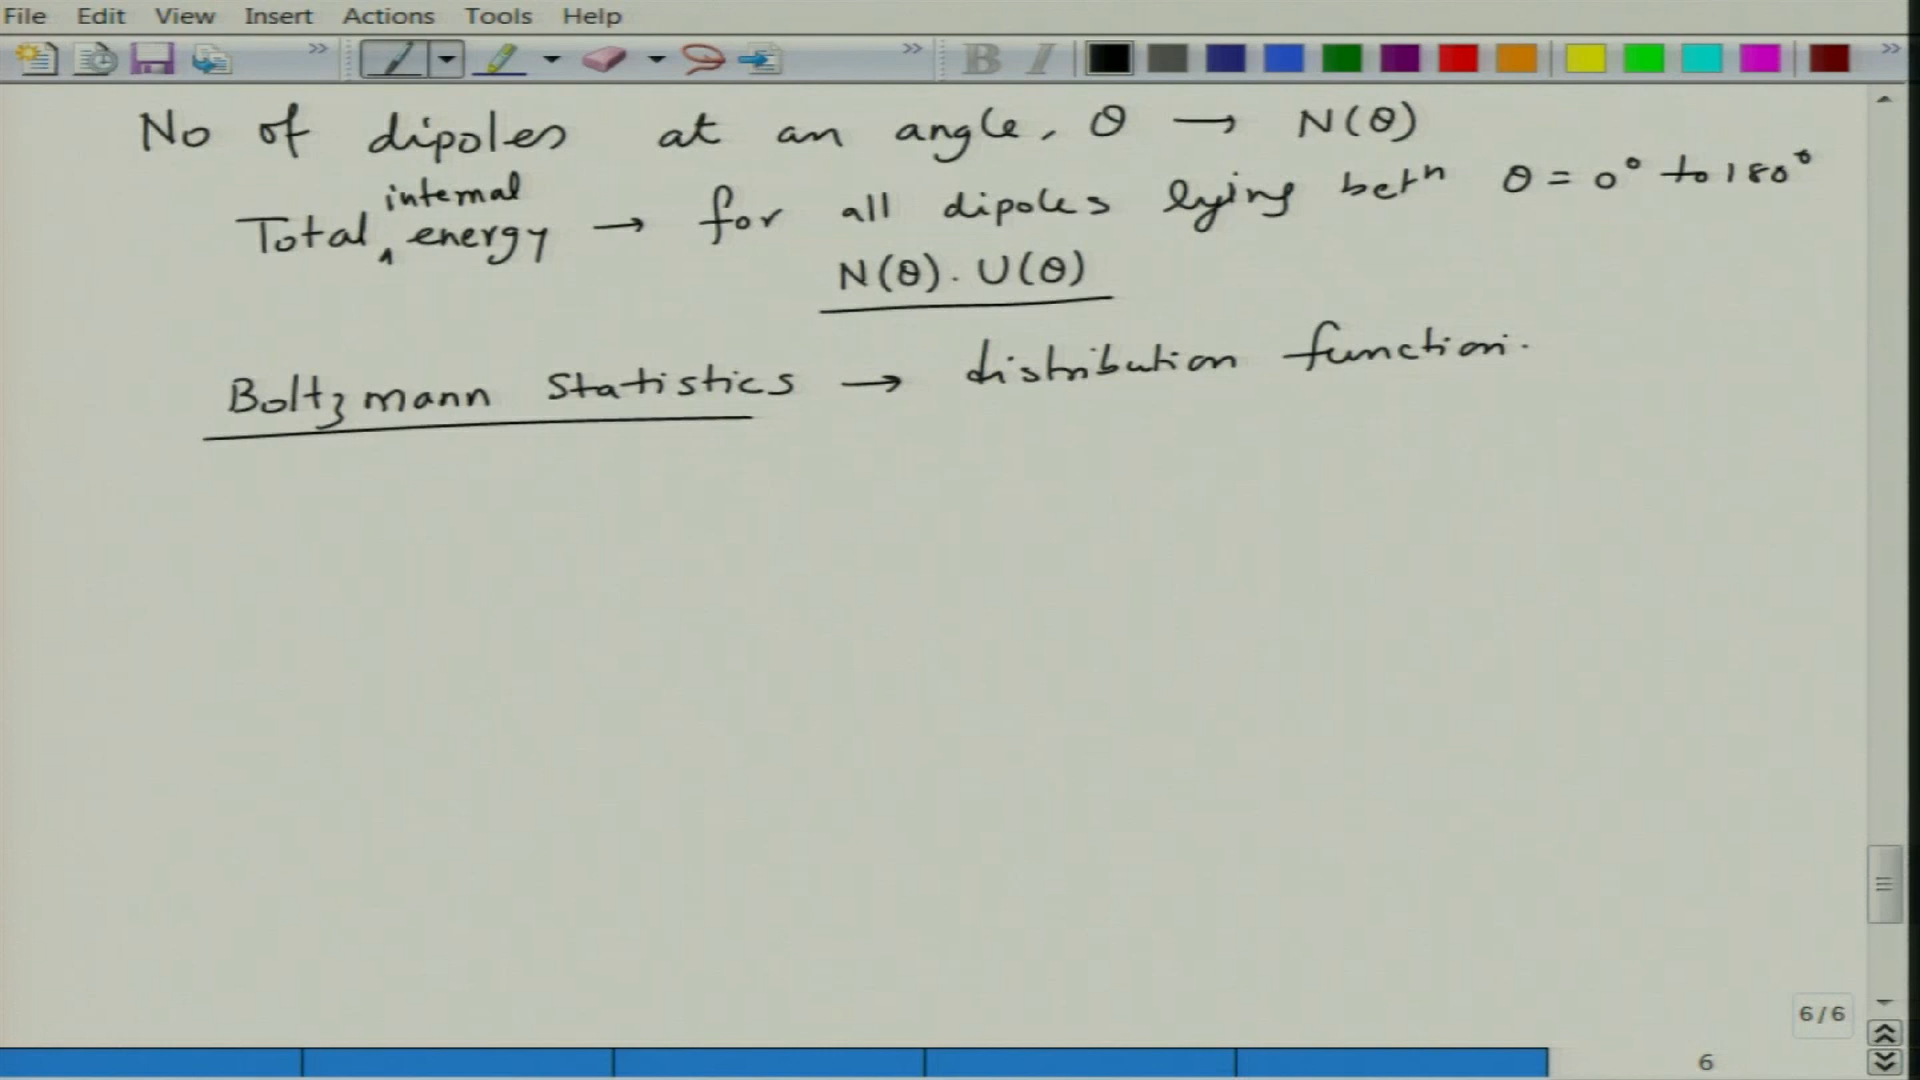 File Edit View Insert Actions Tools Help
B I
No of dipoles at an angle, θ → N(θ)
Total internal energy → for all dipoles lying betn θ = 0° to 180°
N(θ). U(θ)
Boltzmann Statistics → distribution function.
6/6
6